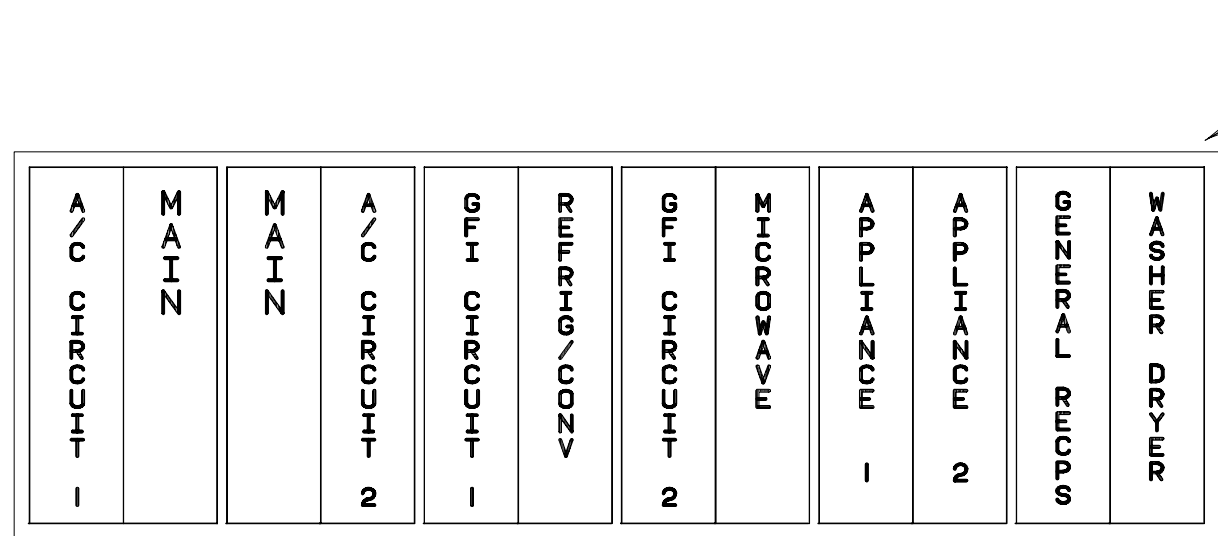 A/C CIRCUIT 1
MAIN
MAIN
A/C CIRCUIT 2
GFI CIRCUIT 1
REFRIG/CONV
GFI CIRCUIT 2
MICROWAVE
APPLIANCE 1
APPLIANCE 2
GENERAL RECPS
WASHER DRYER